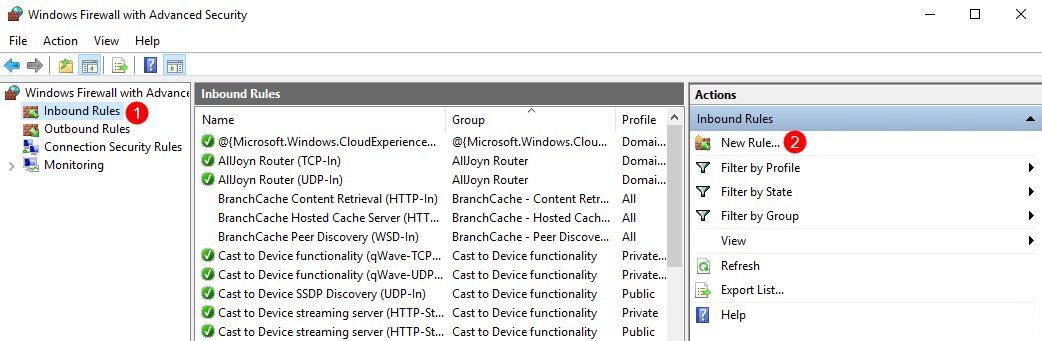 Windows Firewall with Advanced Security
File Action View Help
Windows Firewall with Advance
Inbound Rules 1
Outbound Rules
Connection Security Rules
Monitoring
Inbound Rules
Name Group Profile
@{Microsoft.Windows.CloudExperience... @{Microsoft.Windows.Clou... Domai...
AllJoyn Router (TCP-In) AllJoyn Router Domai...
AllJoyn Router (UDP-In) AllJoyn Router Domai...
BranchCache Content Retrieval (HTTP-In) BranchCache - Content Retr... All
BranchCache Hosted Cache Server (HTT... BranchCache - Hosted Cach... All
BranchCache Peer Discovery (WSD-In) BranchCache - Peer Discove... All
Cast to Device functionality (qWave-TCP... Cast to Device functionality Private...
Cast to Device functionality (qWave-UDP... Cast to Device functionality Private...
Cast to Device SSDP Discovery (UDP-In) Cast to Device functionality Public
Cast to Device streaming server (HTTP-St... Cast to Device functionality Private
Cast to Device streaming server (HTTP-St... Cast to Device functionality Public
Actions
Inbound Rules
New Rule... 2
Filter by Profile
Filter by State
Filter by Group
View
Refresh
Export List...
Help